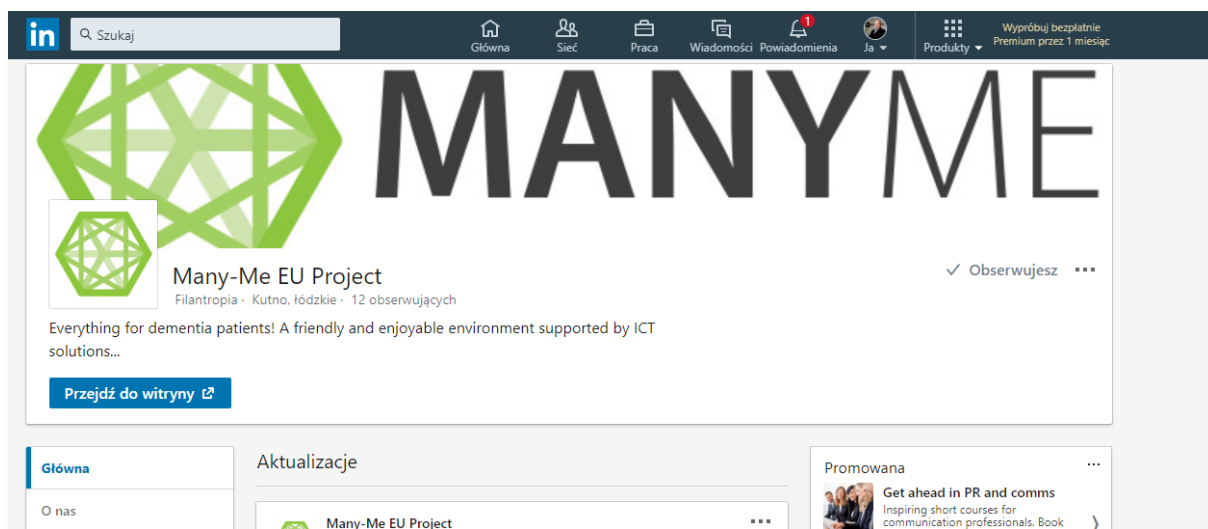 in
Szukaj
Główna
Sieć
Praca
Wiadomości
1
Powiadomienia
Ja
Produkty
Wypróbuj bezpłatnie
Premium przez 1 miesiąc
MANYME
Many-Me EU Project
Filantropia · Kutno, łódzkie · 12 obserwujących
Obserwujesz
Everything for dementia patients! A friendly and enjoyable environment supported by ICT
solutions...
Przejdź do witryny
Główna
O nas
Aktualizacje
Many-Me EU Project
Promowana
Get ahead in PR and comms
Inspiring short courses for
communication professionals. Book